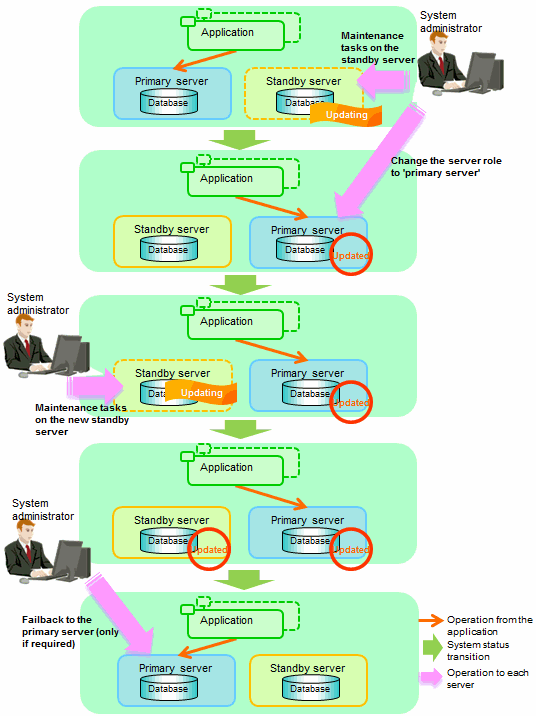 Application
Maintenance
tasks on the
standby server
System
administrator
Primary server
Database
Standby server
Database
Updating
Change the server role
to 'primary server'
Application
Standby server
Database
Primary server
Database
Updated
System
administrator
Application
Standby server
Database
Updating
Primary server
Database
Updated
Maintenance tasks
on the new standby
server
Application
Standby server
Database
Updated
Primary server
Database
Updated
System
administrator
Failback to the
primary server (only
if required)
Application
Primary server
Database
Standby server
Database
Operation from the
application
System status
transition
Operation to each
server